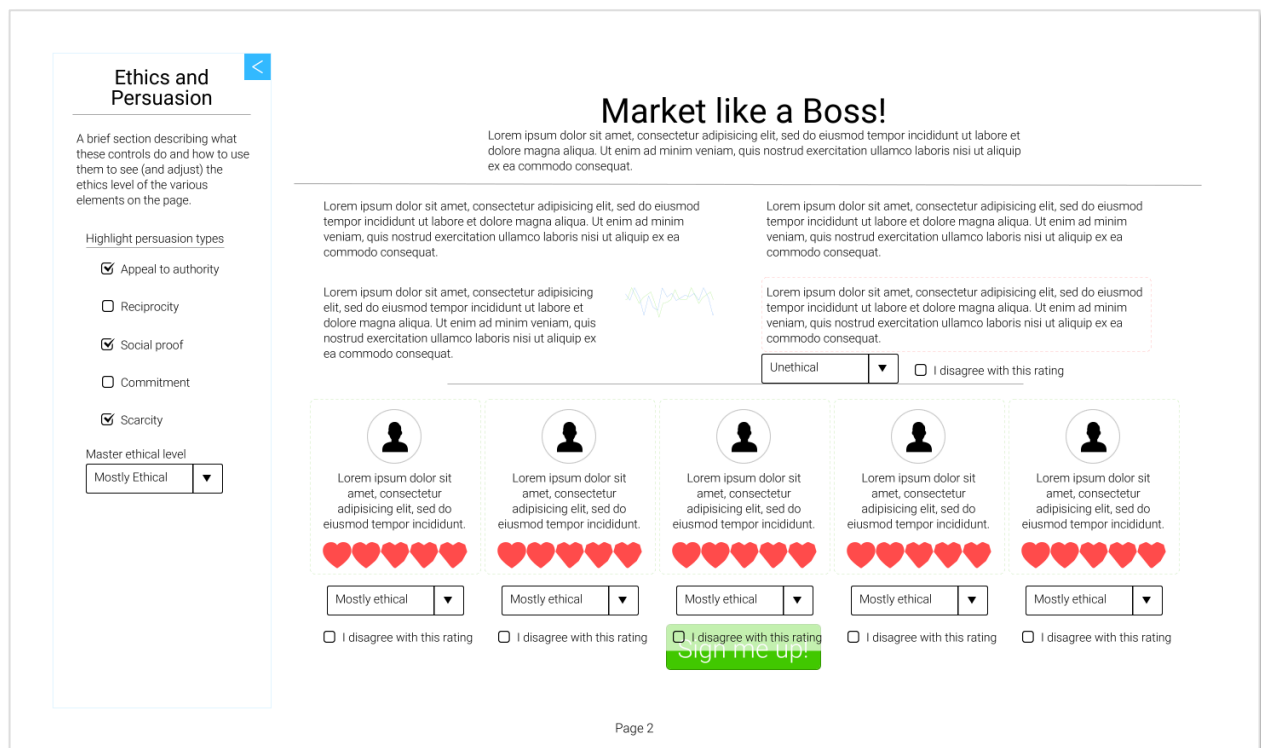 Ethics and
Persuasion
<
A brief section describing what
these controls do and how to use
them to see (and adjust) the
ethics level of the various
elements on the page.
Highlight persuasion types
Appeal to authority
Reciprocity
Social proof
Commitment
Scarcity
Master ethical level
Mostly Ethical
Market like a Boss!
Lorem ipsum dolor sit amet, consectetur adipisicing elit, sed do eiusmod tempor incididunt ut labore et
dolore magna aliqua. Ut enim ad minim veniam, quis nostrud exercitation ullamco laboris nisi ut aliquip
ex ea commodo consequat.
Lorem ipsum dolor sit amet, consectetur adipisicing elit, sed do eiusmod
tempor incididunt ut labore et dolore magna aliqua. Ut enim ad minim
veniam, quis nostrud exercitation ullamco laboris nisi ut aliquip ex ea
commodo consequat.
Lorem ipsum dolor sit amet, consectetur adipisicing elit, sed do eiusmod
tempor incididunt ut labore et dolore magna aliqua. Ut enim ad minim
veniam, quis nostrud exercitation ullamco laboris nisi ut aliquip ex ea
commodo consequat.
Lorem ipsum dolor sit amet, consectetur adipisicing
elit, sed do eiusmod tempor incididunt ut labore et
dolore magna aliqua. Ut enim ad minim veniam, quis
nostrud exercitation ullamco laboris nisi ut aliquip ex
ea commodo consequat.
Lorem ipsum dolor sit amet, consectetur adipisicing elit, sed do eiusmod
tempor incididunt ut labore et dolore magna aliqua. Ut enim ad minim
veniam, quis nostrud exercitation ullamco laboris nisi ut aliquip ex ea
commodo consequat.
Unethical
I disagree with this rating
Lorem ipsum dolor sit
amet, consectetur
adipisicing elit, sed do
eiusmod tempor incididunt.
Mostly ethical
I disagree with this rating
Lorem ipsum dolor sit
amet, consectetur
adipisicing elit, sed do
eiusmod tempor incididunt.
Mostly ethical
I disagree with this rating
Lorem ipsum dolor sit
amet, consectetur
adipisicing elit, sed do
eiusmod tempor incididunt.
Mostly ethical
I disagree with this rating
Sign me up!
Lorem ipsum dolor sit
amet, consectetur
adipisicing elit, sed do
eiusmod tempor incididunt.
Mostly ethical
I disagree with this rating
Lorem ipsum dolor sit
amet, consectetur
adipisicing elit, sed do
eiusmod tempor incididunt.
Mostly ethical
I disagree with this rating
Page 2